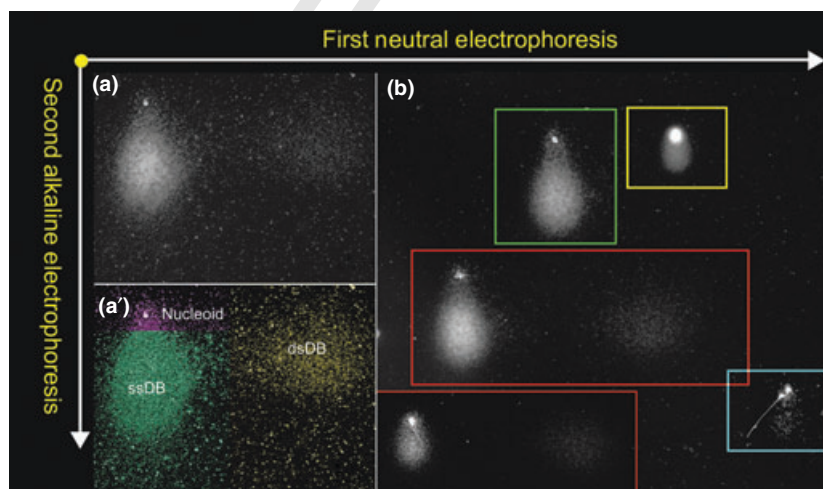 First neutral electrophoresis
Second alkaline electrophoresis
(a)
(b)
(a′)
Nucleoid
dsDB
ssDB